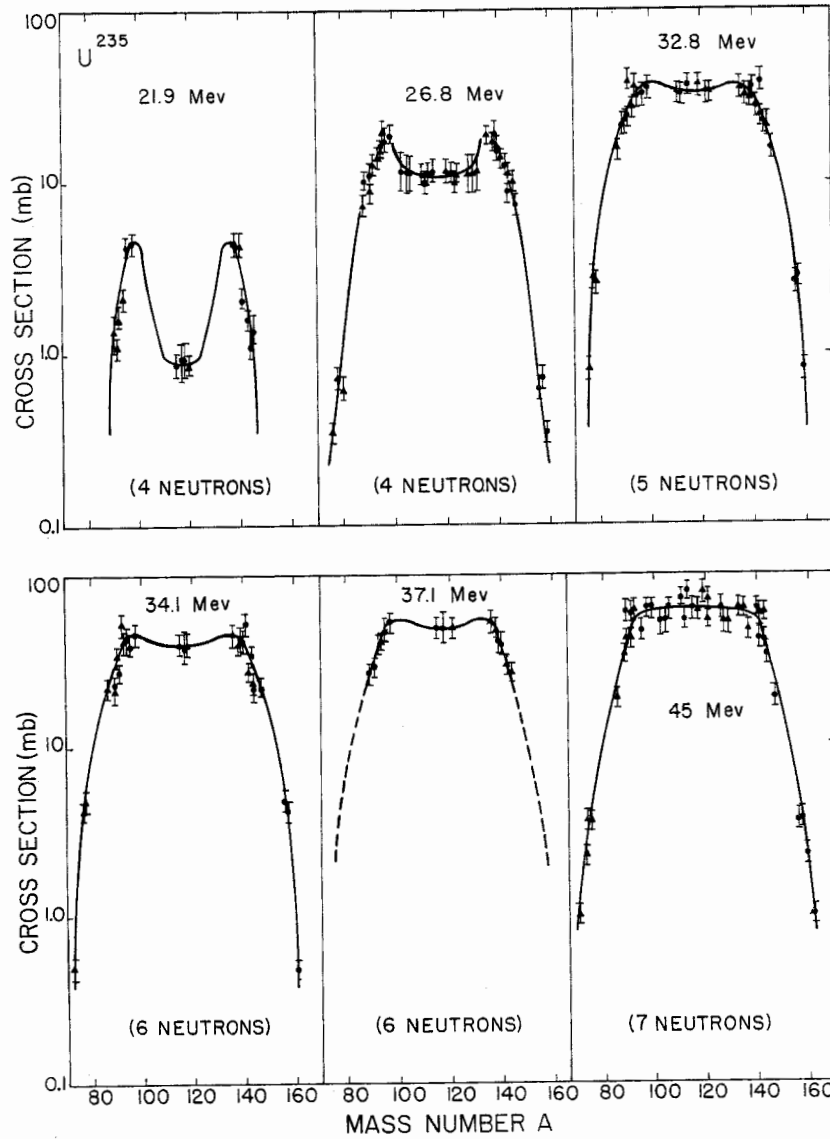 100
U235
21.9 Mev
26.8 Mev
32.8 Mev
10.0
1.0
0.1
CROSS SECTION (mb)
(4 NEUTRONS)
(4 NEUTRONS)
(5 NEUTRONS)
100
34.1 Mev
37.1 Mev
45 Mev
10.0
1.0
0.1
CROSS SECTION (mb)
(6 NEUTRONS)
(6 NEUTRONS)
(7 NEUTRONS)
80 100 120 140 160 80 100 120 140 160 80 100 120 140 160
MASS NUMBER A